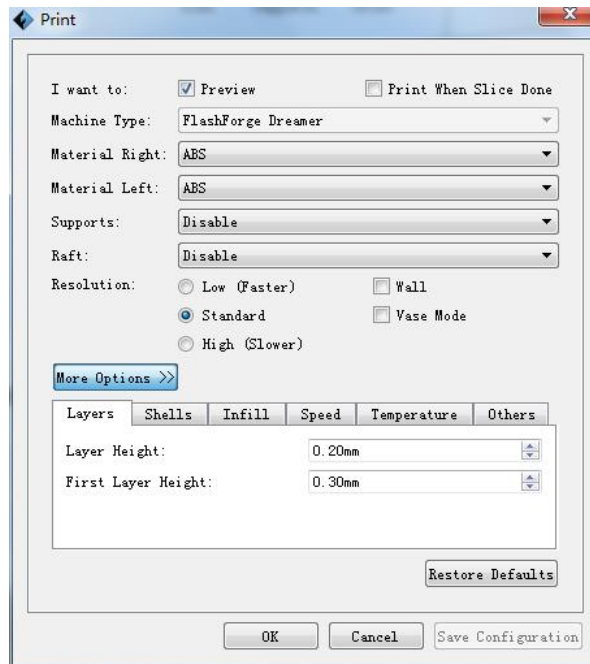 Print
I want to: Preview Print When Slice Done
Machine Type: FlashForge Dreamer
Material Right: ABS
Material Left: ABS
Supports: Disable
Raft: Disable
Resolution: Low (Faster) Wall
Standard Vase Mode
High (Slower)
More Options >>
Layers Shells Infill Speed Temperature Others
Layer Height: 0.20mm
First Layer Height: 0.30mm
Restore Defaults
OK Cancel Save Configuration